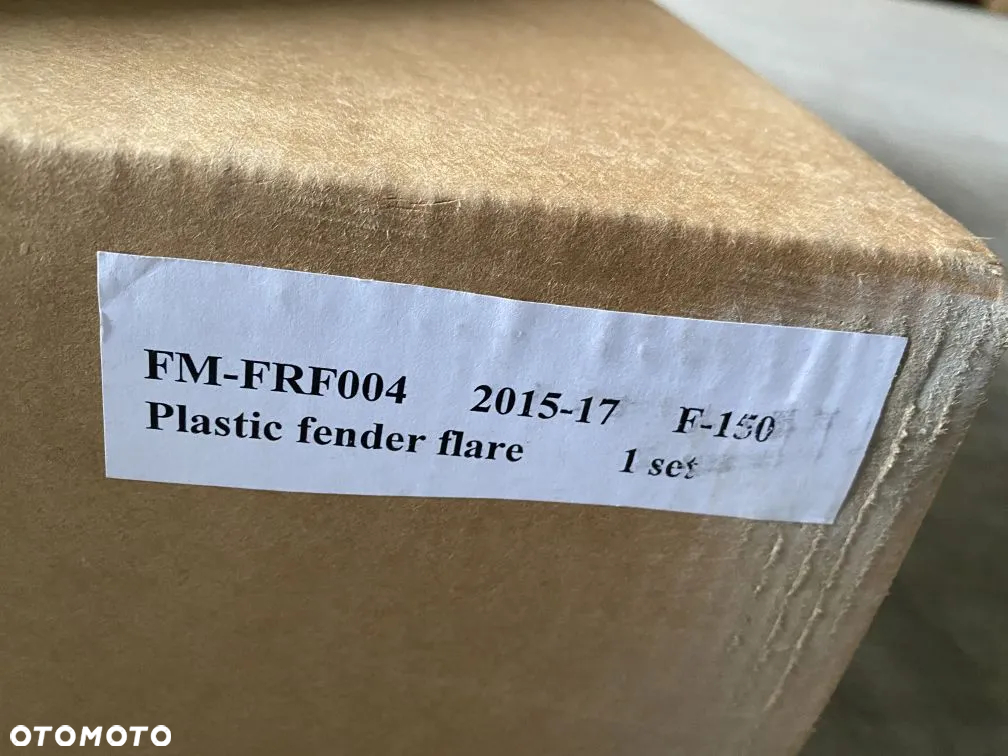 FM-FRF004 2015-17 F-150
Plastic fender flare 1 set
OTOMOTO